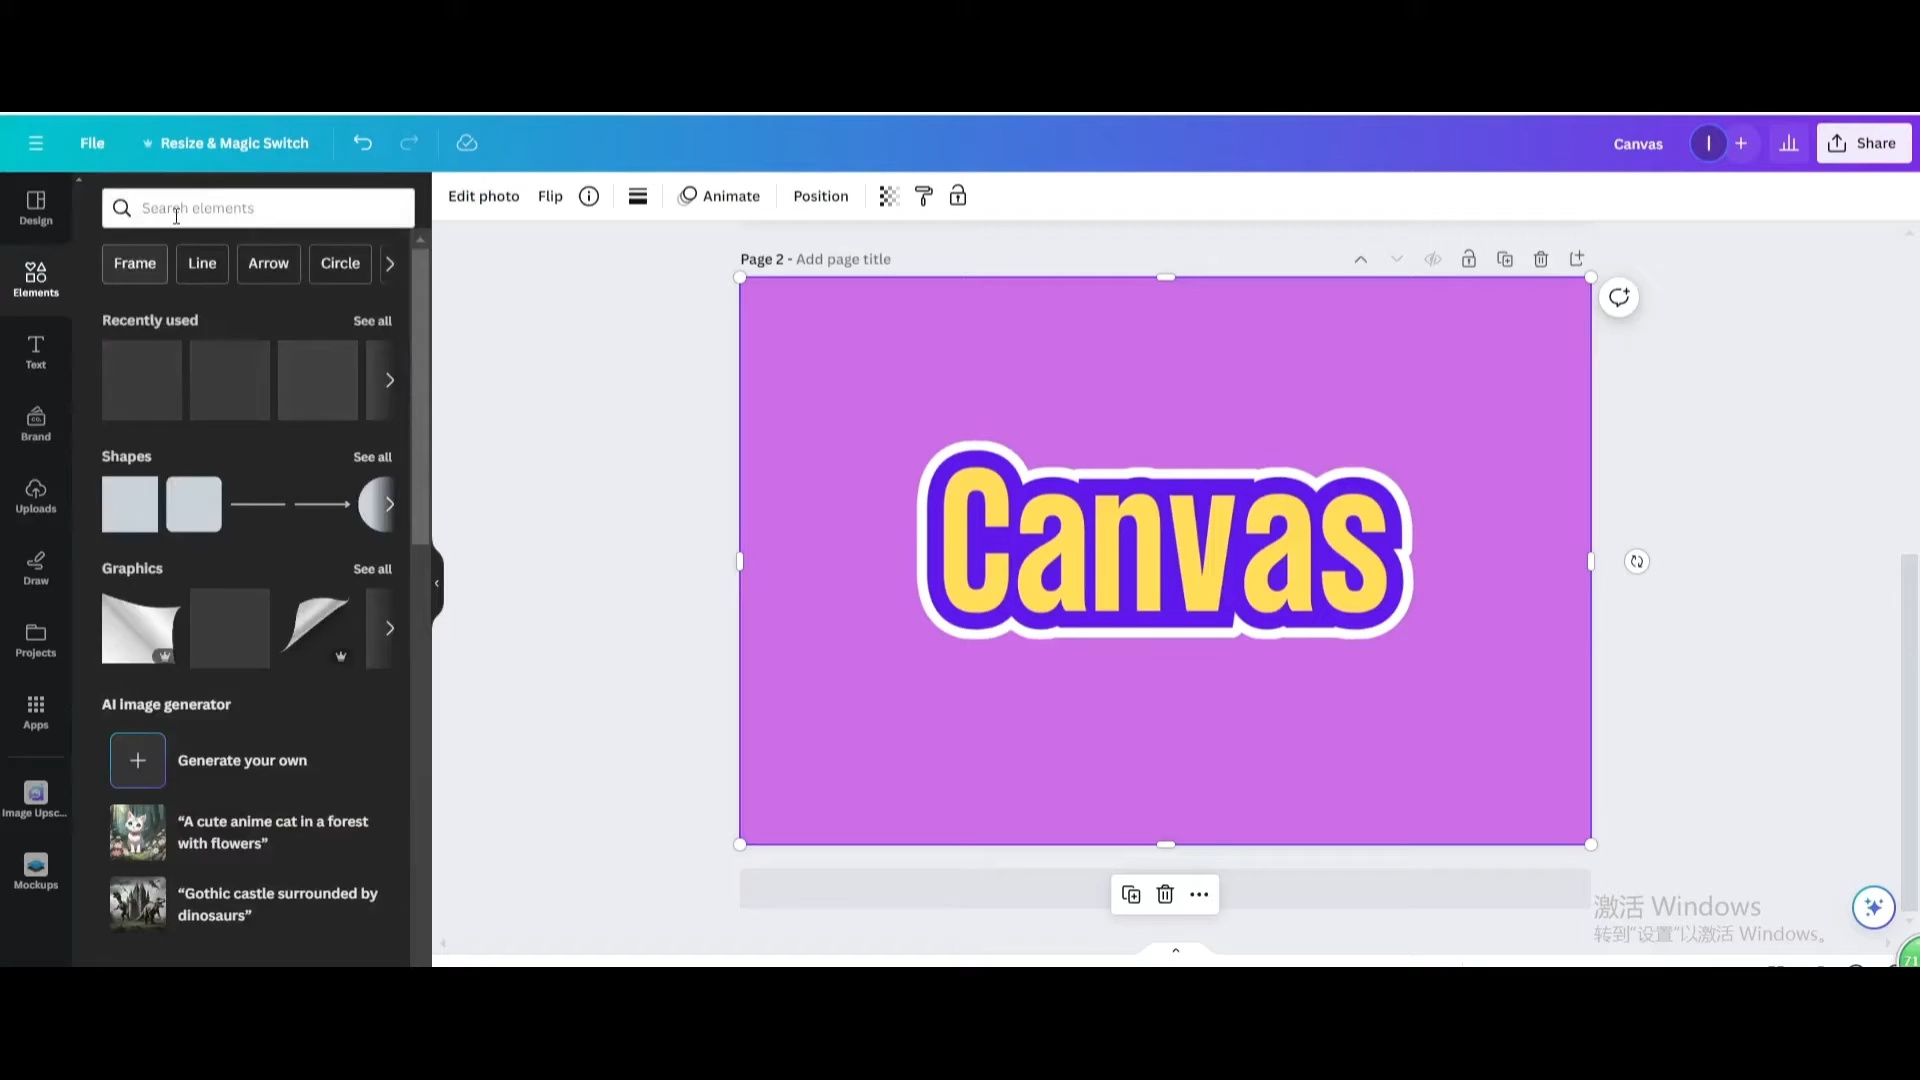 File
Resize & Magic Switch
Canvas
I
Share
Design
Elements
Text
Brand
Uploads
Draw
Projects
Apps
Image Upsc...
Mockups
Search elements
Frame
Line
Arrow
Circle
Recently used
See all
Shapes
See all
Graphics
See all
AI image generator
Generate your own
“A cute anime cat in a forest
with flowers”
“Gothic castle surrounded by
dinosaurs”
Edit photo
Flip
Animate
Position
Page 2 - Add page title
Canvas
激活 Windows
转到“设置”以激活 Windows。
71